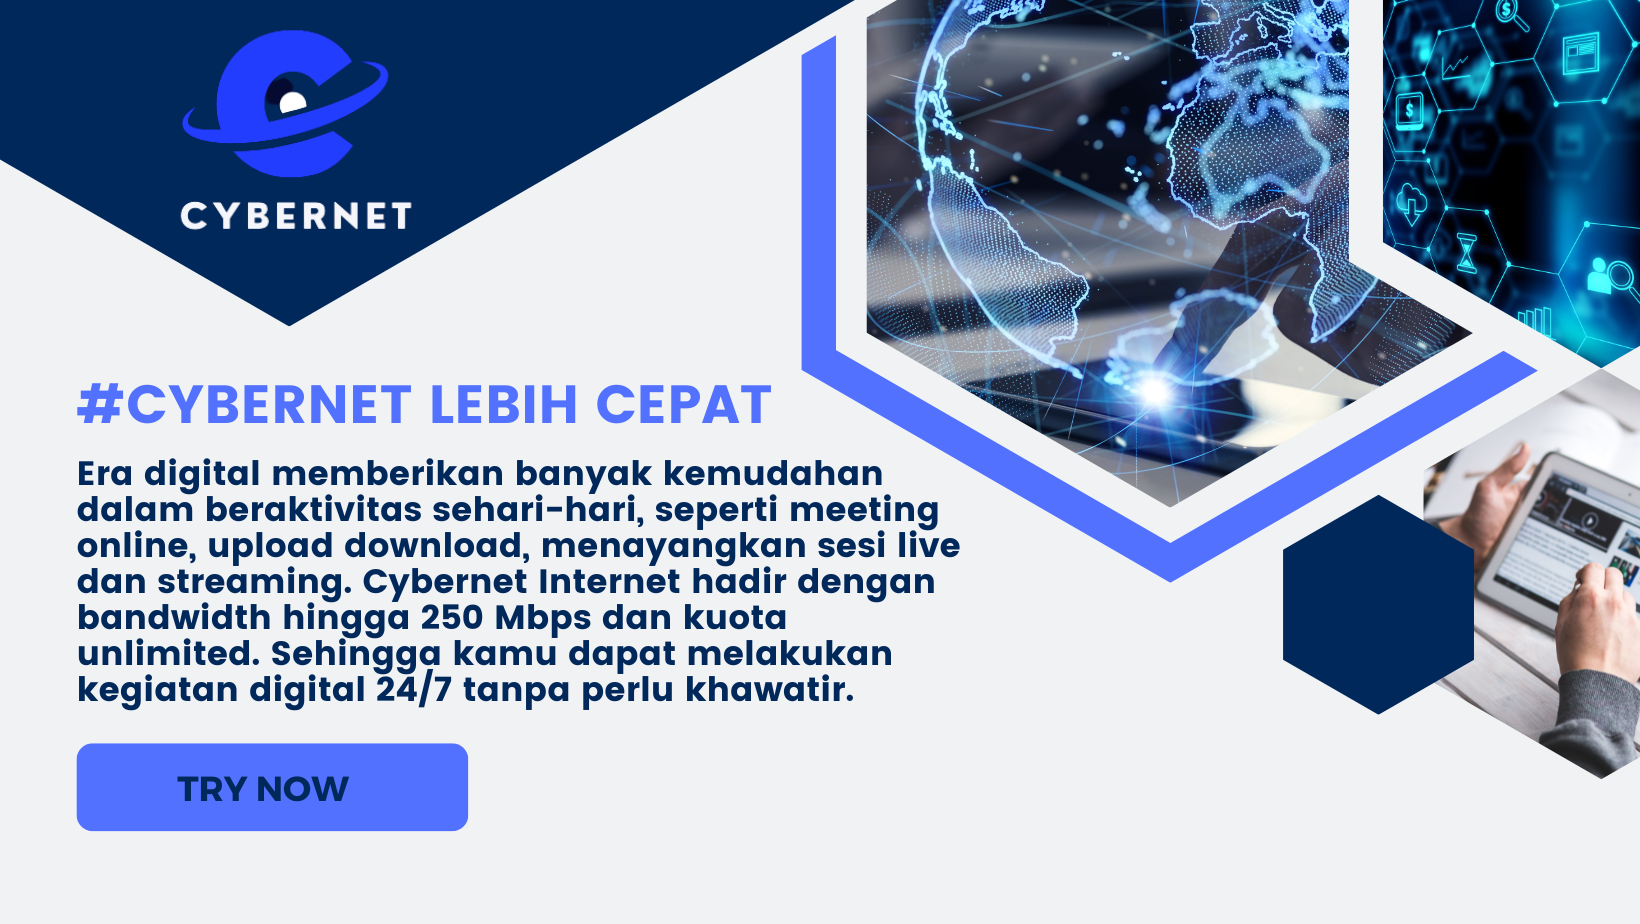 CYBERNET
#CYBERNET LEBIH CEPAT
Era digital memberikan banyak kemudahan
dalam beraktivitas sehari-hari, seperti meeting
online, upload download, menayangkan sesi live
dan streaming. Cybernet Internet hadir dengan
bandwidth hingga 250 Mbps dan kuota
unlimited. Sehingga kamu dapat melakukan
kegiatan digital 24/7 tanpa perlu khawatir.
TRY NOW